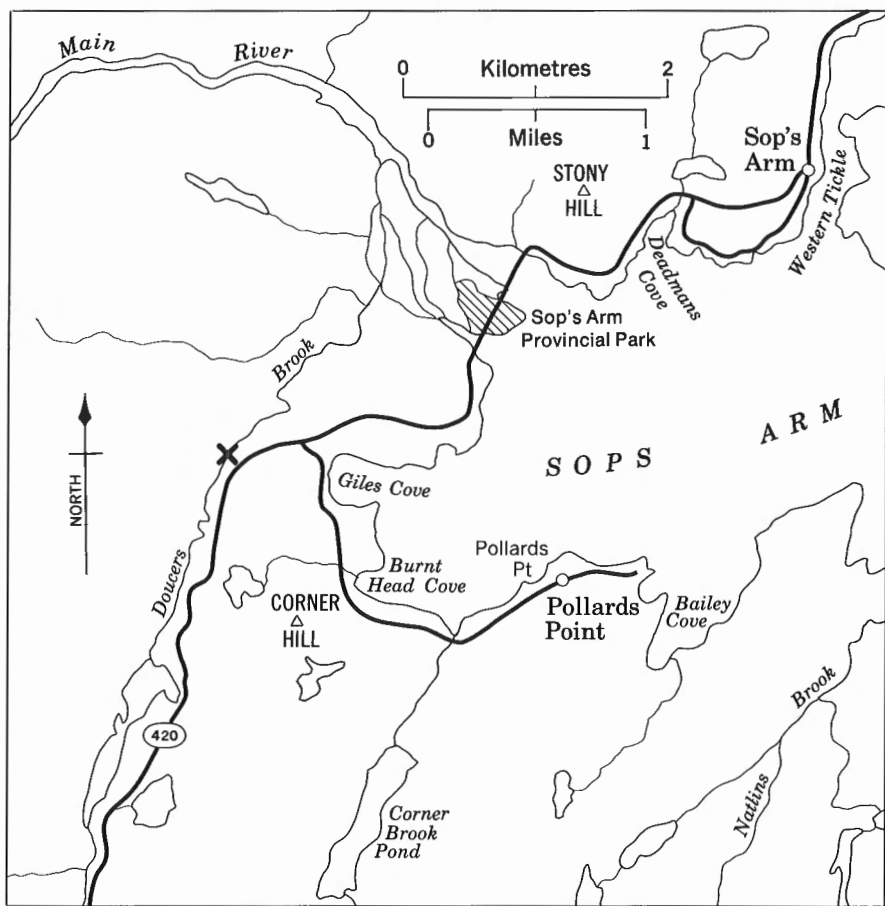 Main
River
0
Kilometres
2
0
Miles
1
Sop's
Arm
STONY
HILL
Western Tickle
Deadmans
Cove
Sop's Arm
Provincial Park
Brook
NORTH
SOPS ARM
Giles Cove
Doucers
Pollards
Pt
Burnt
Head Cove
CORNER
HILL
Pollards
Point
Bailey
Cove
Brook
420
Natlins
Corner
Brook
Pond